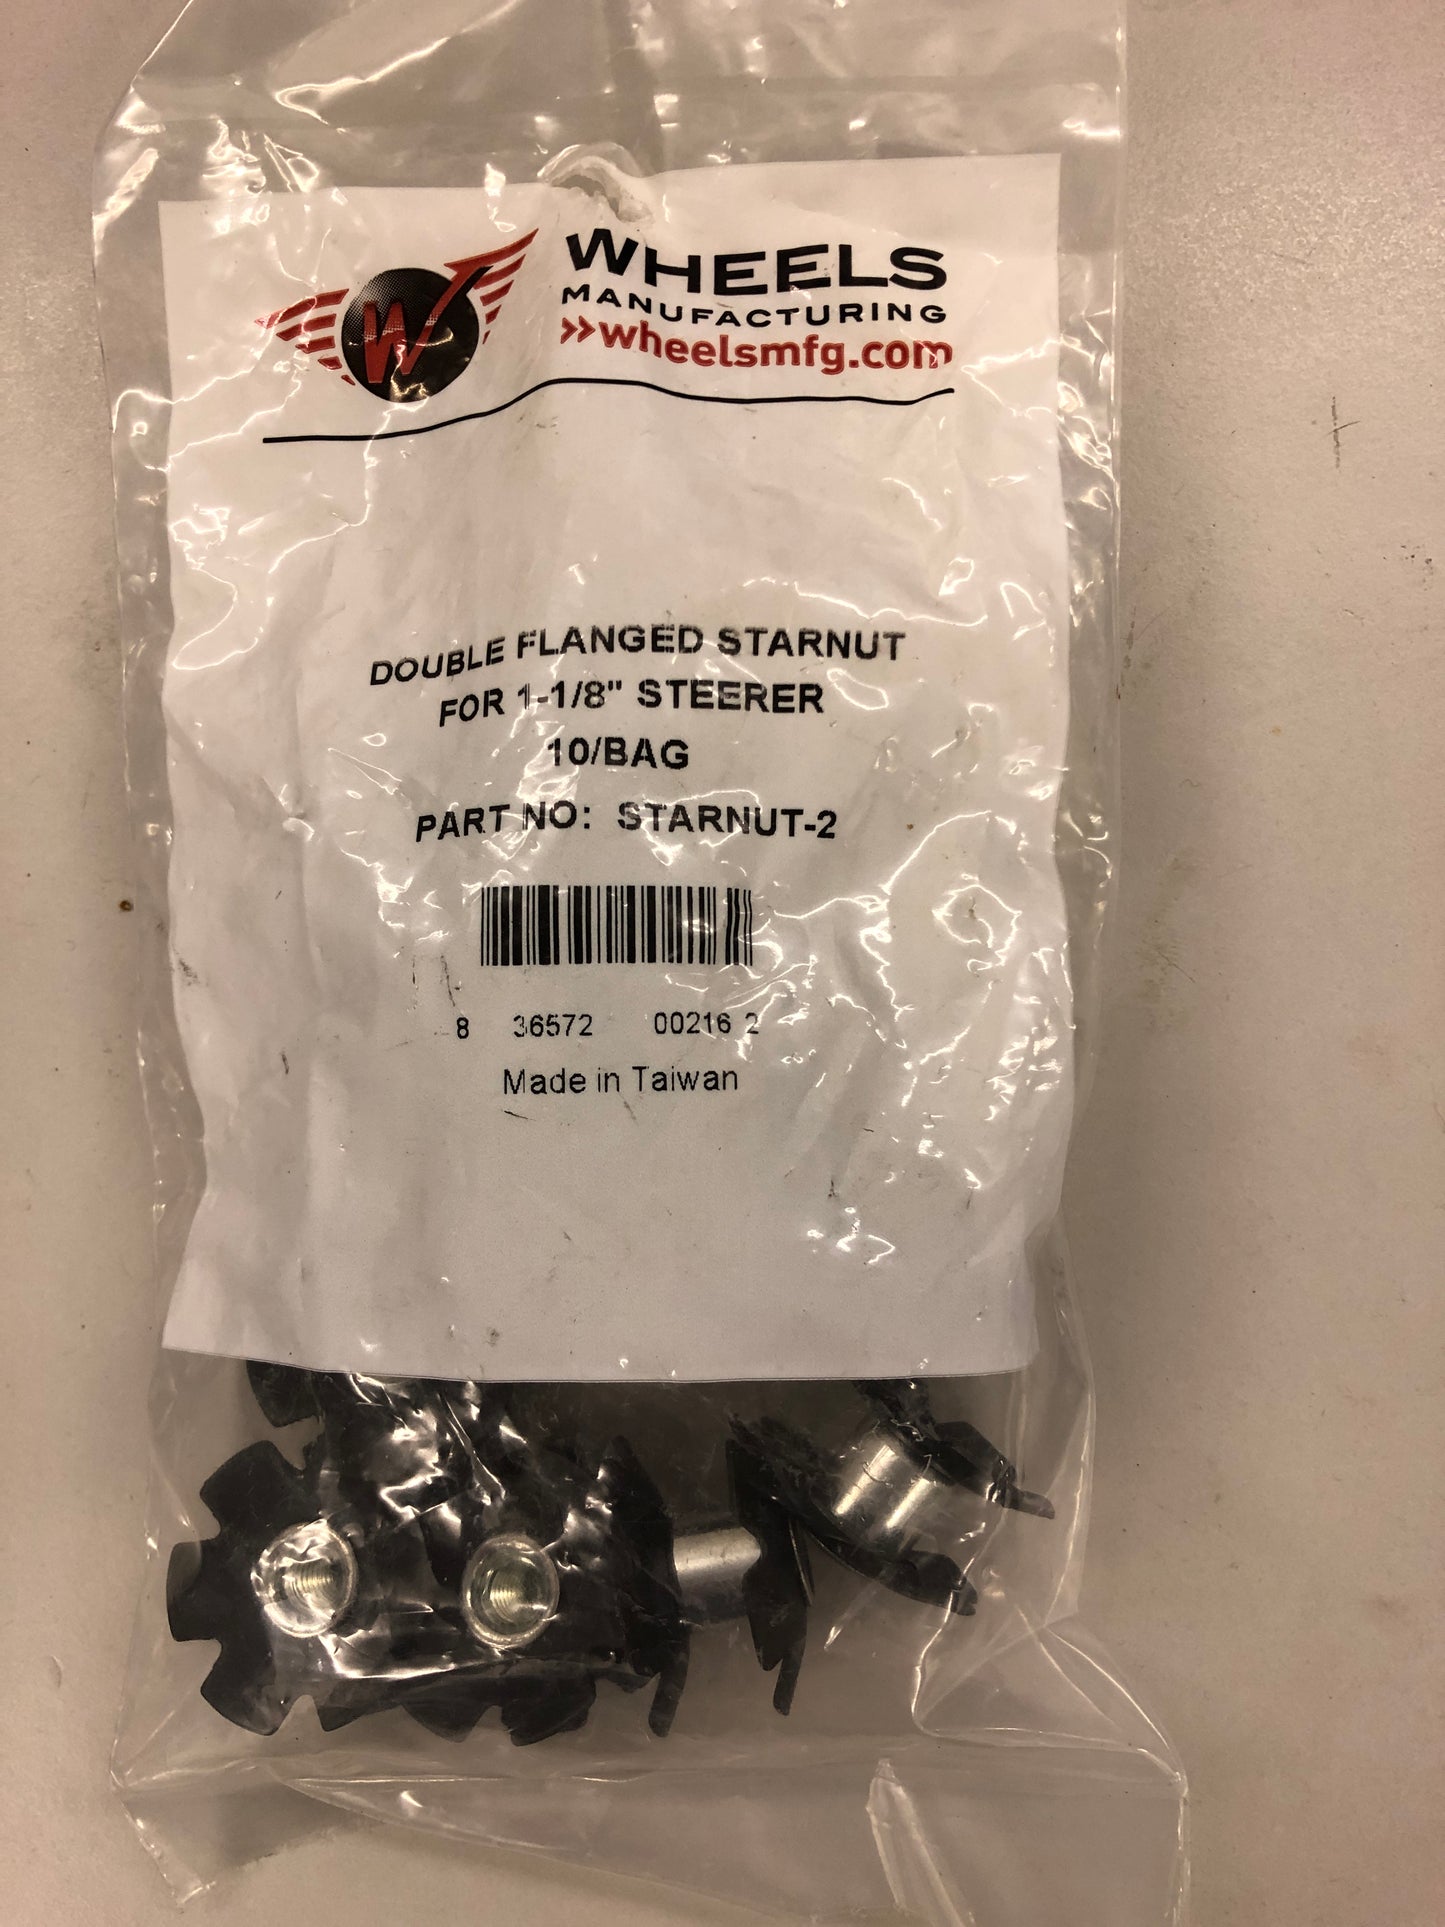 W
WHEELS
MANUFACTURING
>>wheelsmfg.com
DOUBLE FLANGED STARNUT
FOR 1-1/8" STEERER
10/BAG
PART NO: STARNUT-2
8 36572 00216 2
Made in Taiwan